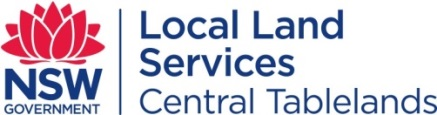 NSW
GOVERNMENT
Local Land
Services
Central Tablelands